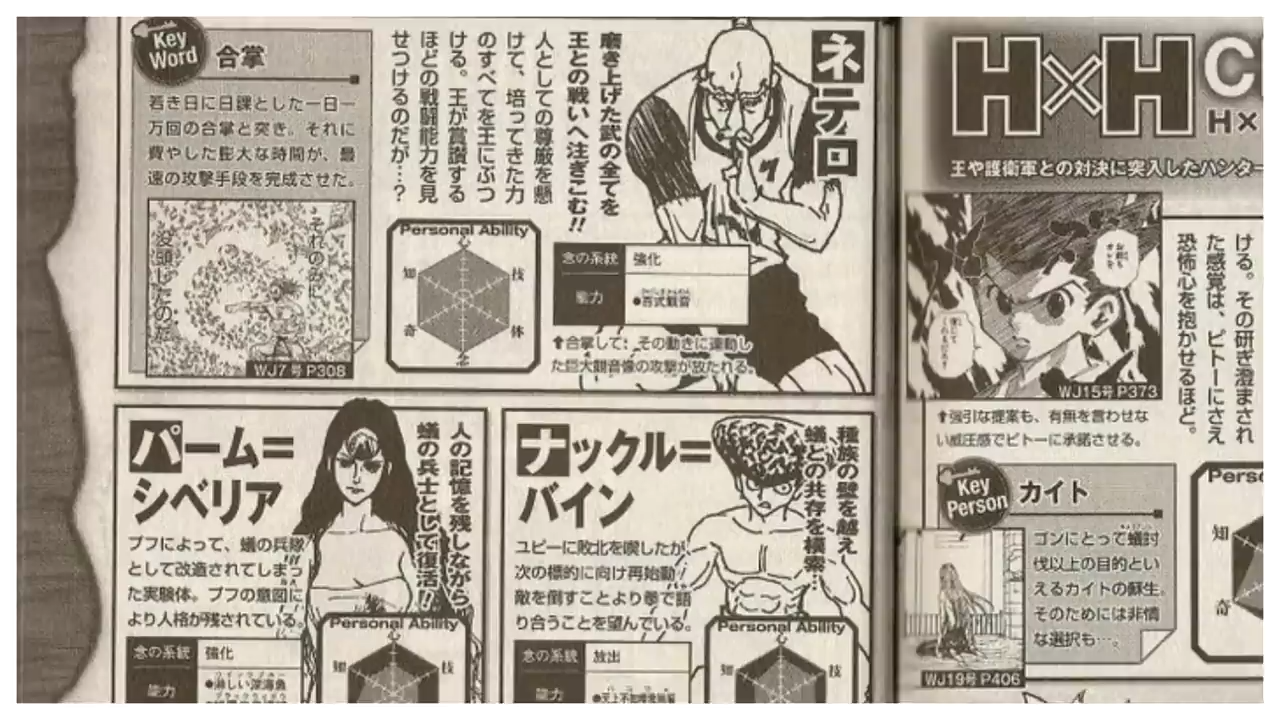 H×H
H×
王や護衛軍との対決に突入したハンター
ける。その研ぎ澄まされ
た感覚は、ピトーにさえ
恐怖心を抱かせるほど。
WJ15号P373
⬆強引な提案も、有無を言わせな
い威圧感でピトーに承諾させる。
Key
Person
カイト
ゴンにとって蟻討
伐以上の目的とい
えるカイトの蘇生。
そのためには非情
な選択も…。
WJ19号P406
知
奇
ネテロ
磨き上げた武の全てを
王との戦いへ注ぎこむ!!
人としての尊厳を懸
けて、培ってきた力
のすべてを王にぶつ
ける。王が賞讃する
ほどの戦闘能力を見
せつけるのだが…?
Key
Word
合掌
若き日に日課とした一日一
万回の合掌と突き。それに
費やした膨大な時間が、最
速の攻撃手段を完成させた。
それのみに
没頭したのだ
WJ7号P308
Personal Ability
心
技
体
念
奇
知
念の系統
強化
能力
●百式観音
⬆合掌して、その動きに連動し
た巨大観音像の攻撃が放たれる。
ナックル=
バイン
種族の壁を越え
蟻との共存を模索…
ユピーに敗北を喫したが
次の標的に向け再始動
敵を倒すことより拳で語
り合うことを望んでいる。
念の系統
放出
能力
Personal Ability
心
技
知
パーム=
シベリア
人の記憶を残しながら
蟻の兵士として復活!!
プフによって、蟻の兵隊
として改造されてしまっ
た実験体。プフの意図に
より人格が残されている。
念の系統
強化
能力
●淋しい深海魚
Personal Ability
心
技
知